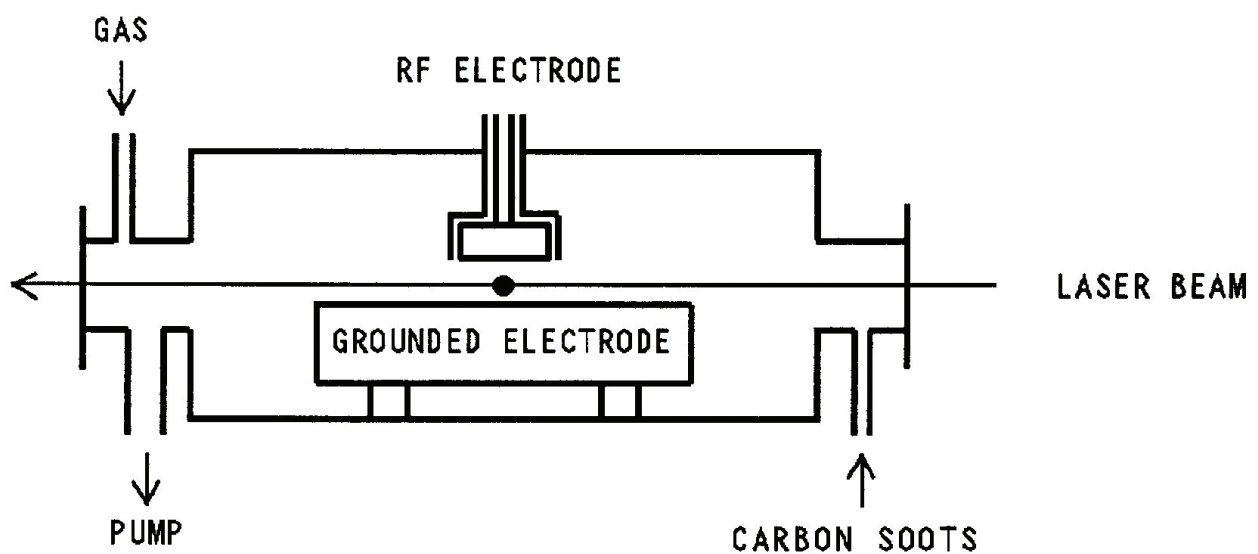 GAS
RF ELECTRODE
LASER BEAM
GROUNDED ELECTRODE
PUMP
CARBON SOOTS